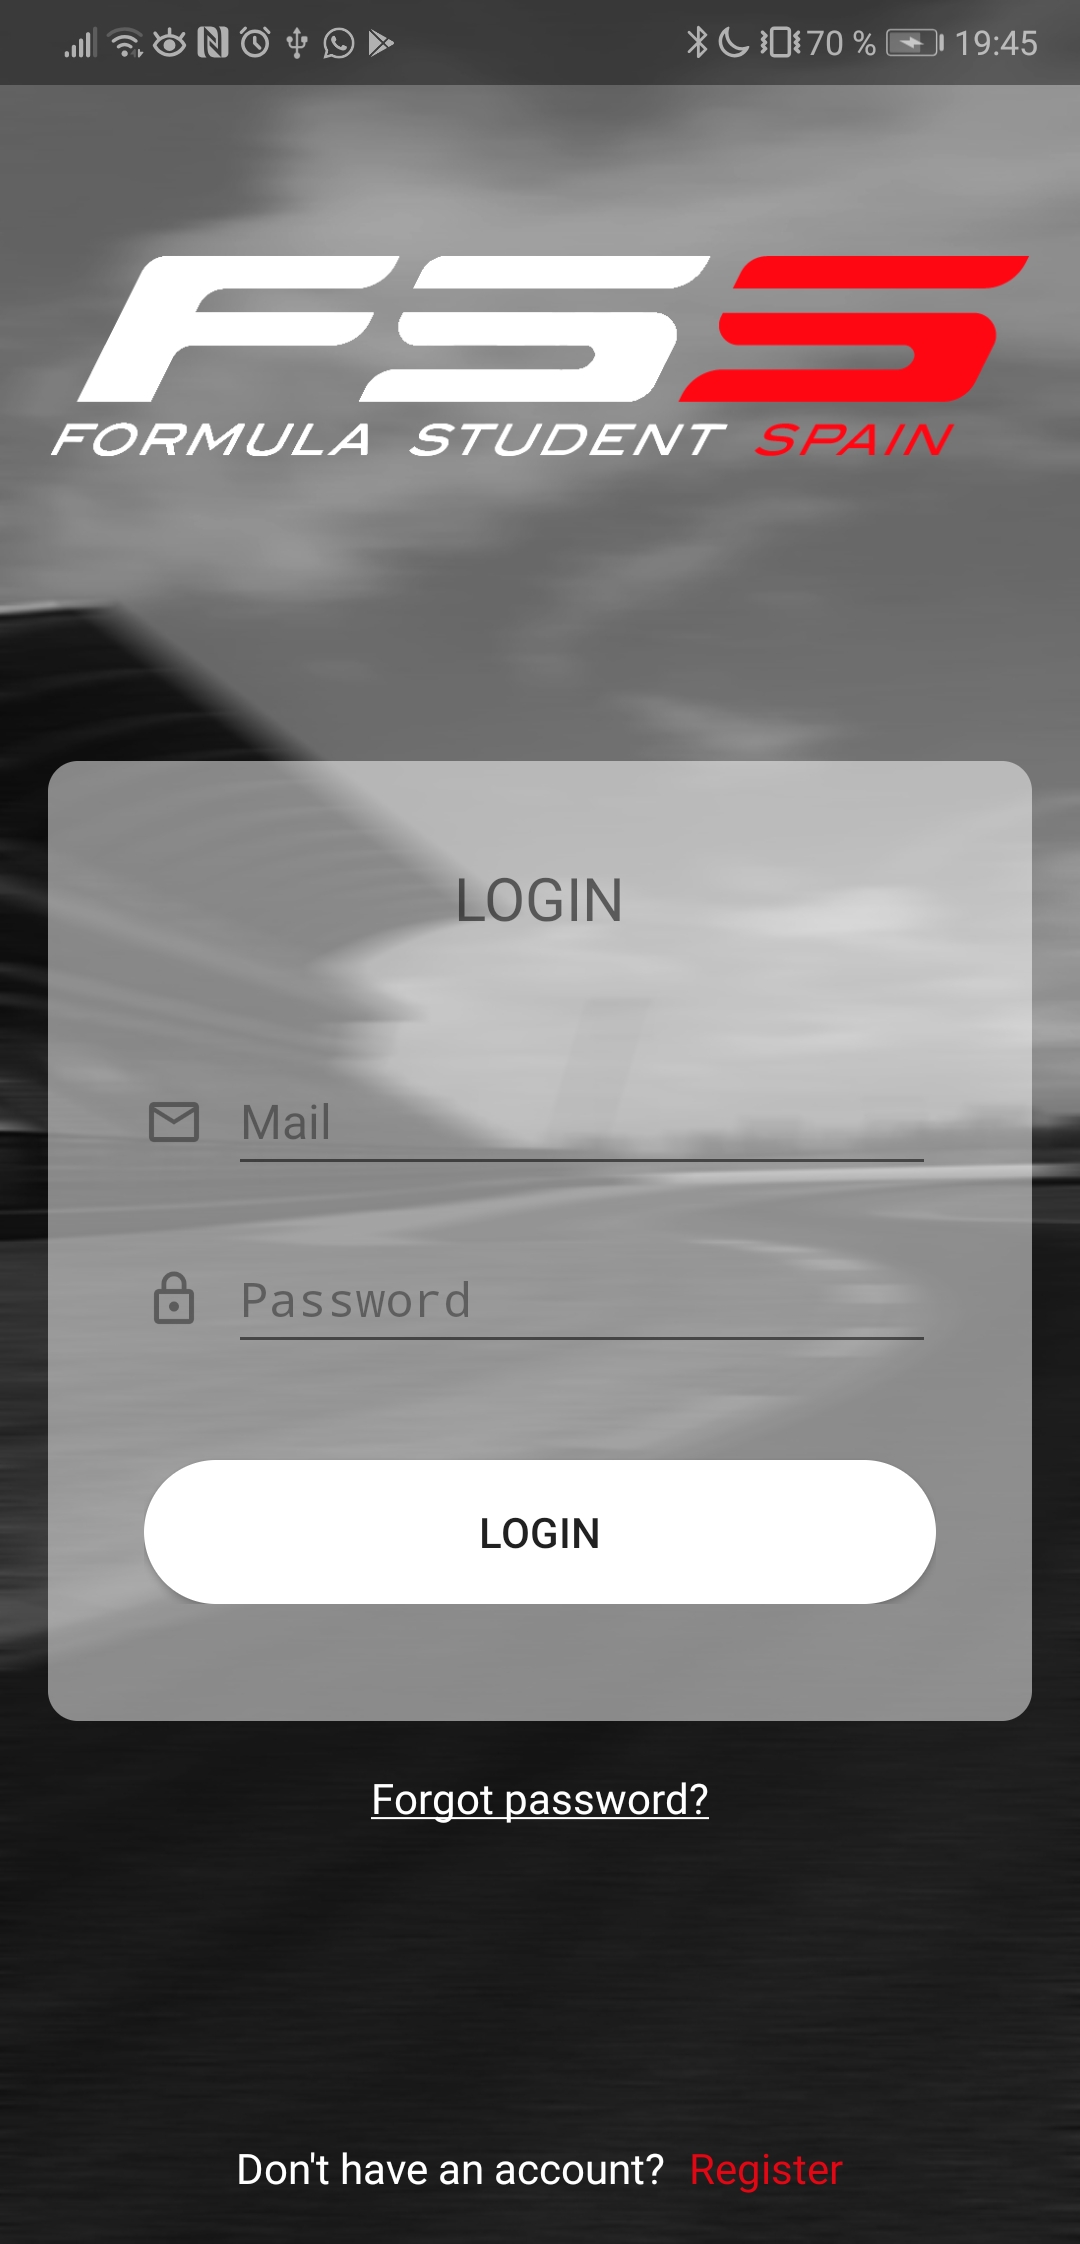 70 % 19:45
FSS
FORMULA STUDENT SPAIN
LOGIN
Mail
Password
LOGIN
Forgot password?
Don't have an account? Register